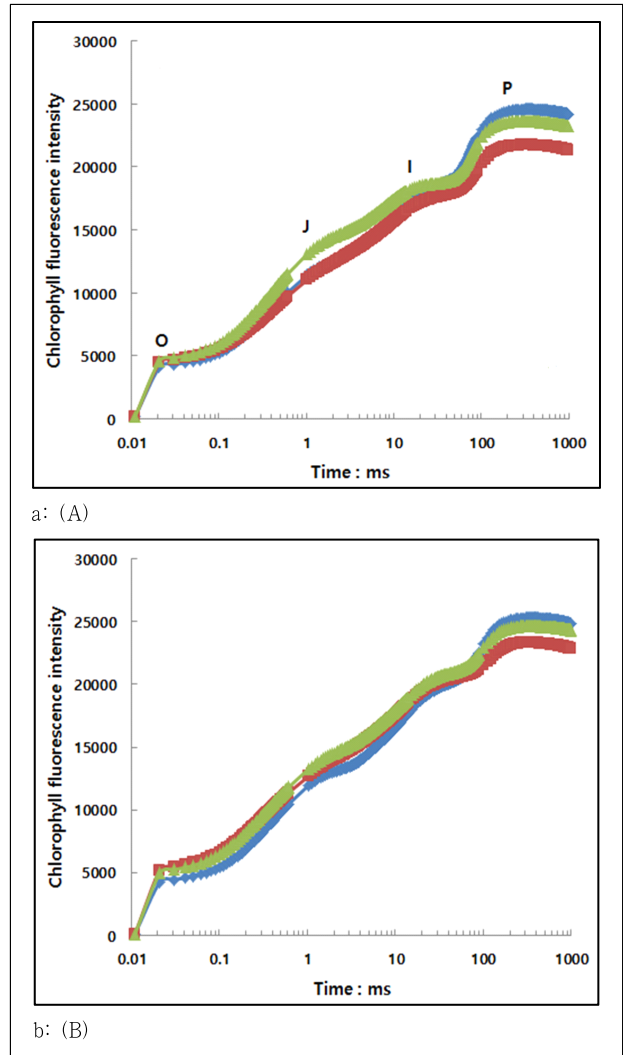 30000
25000
20000
15000
10000
5000
0
Chlorophyll fluorescence intensity
O
J
I
P
0.01 0.1 1 10 100 1000
Time : ms
a: (A)
30000
25000
20000
15000
10000
5000
0
Chlorophyll fluorescence intensity
0.01 0.1 1 10 100 1000
Time : ms
b: (B)